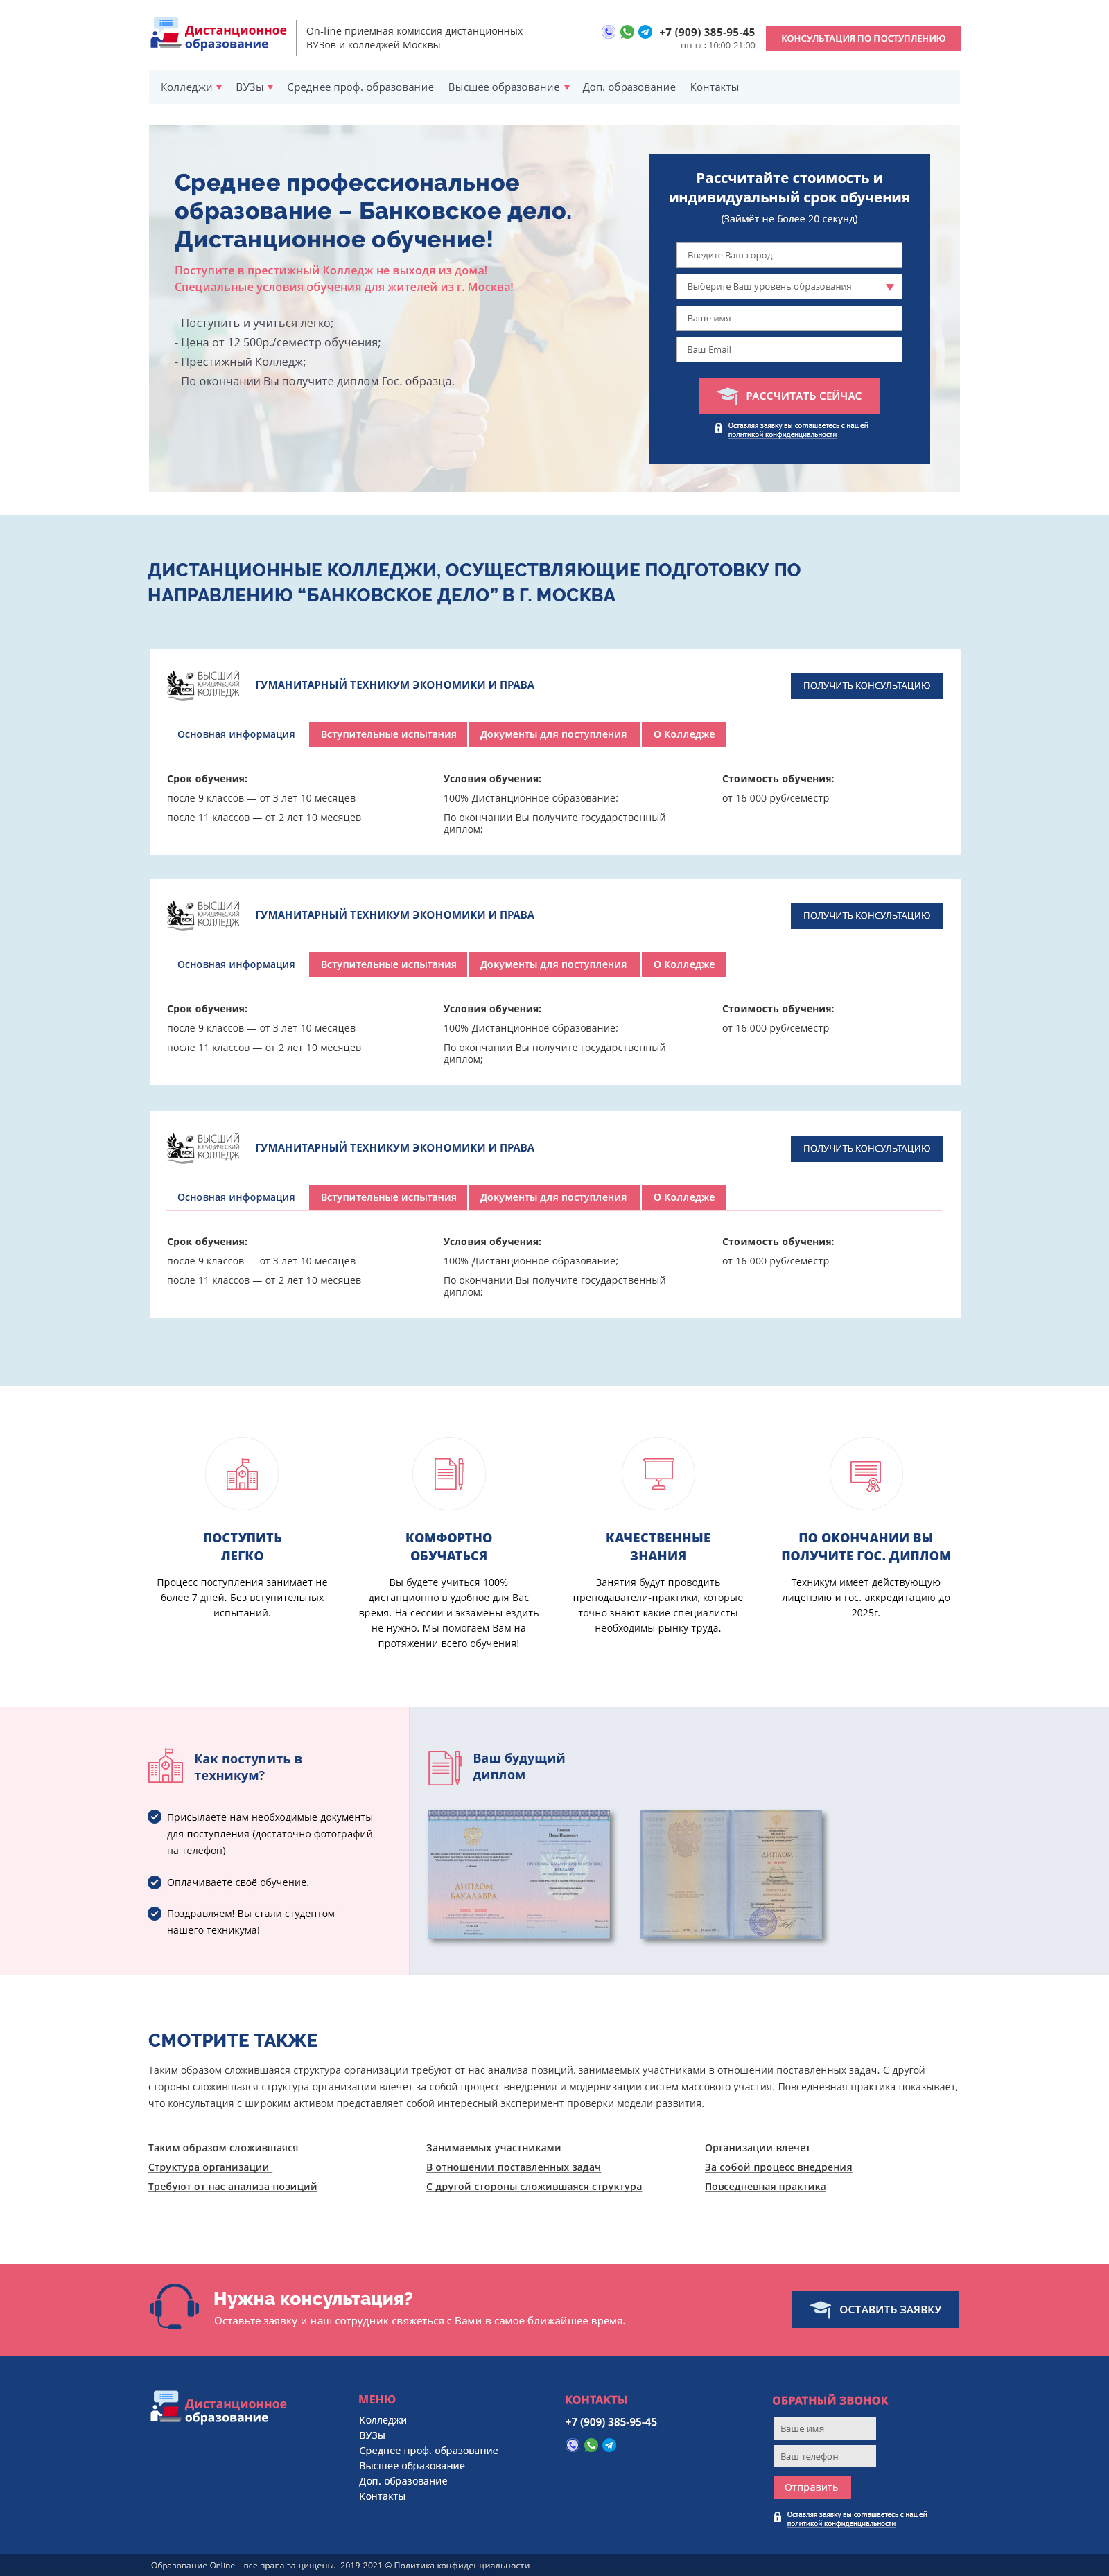 Дистанционное
образование
On-line приёмная комиссия дистанционных
ВУЗов и колледжей Москвы
+7 (909) 385-95-45
пн-вс: 10:00-21:00
КОНСУЛЬТАЦИЯ ПО ПОСТУПЛЕНИЮ
Колледжи ВУЗы Среднее проф. образование Высшее образование Доп. образование Контакты
Среднее профессиональное
образование – Банковское дело.
Дистанционное обучение!
Поступите в престижный Колледж не выходя из дома!
Специальные условия обучения для жителей из г. Москва!
- Поступить и учиться легко;
- Цена от 12 500р./семестр обучения;
- Престижный Колледж;
- По окончании Вы получите диплом Гос. образца.
Рассчитайте стоимость и
индивидуальный срок обучения
(Займёт не более 20 секунд)
Введите Ваш город
Выберите Ваш уровень образования
Ваше имя
Ваш Email
РАССЧИТАТЬ СЕЙЧАС
Оставляя заявку вы соглашаетесь с нашей
политикой конфиденциальности
ДИСТАНЦИОННЫЕ КОЛЛЕДЖИ, ОСУЩЕСТВЛЯЮЩИЕ ПОДГОТОВКУ ПО
НАПРАВЛЕНИЮ “БАНКОВСКОЕ ДЕЛО” В Г. МОСКВА
ВЮК
ВЫСШИЙ
ЮРИДИЧЕСКИЙ
КОЛЛЕДЖ
ГУМАНИТАРНЫЙ ТЕХНИКУМ ЭКОНОМИКИ И ПРАВА
ПОЛУЧИТЬ КОНСУЛЬТАЦИЮ
Основная информация Вступительные испытания Документы для поступления О Колледже
Срок обучения:
после 9 классов — от 3 лет 10 месяцев
после 11 классов — от 2 лет 10 месяцев
Условия обучения:
100% Дистанционное образование;
По окончании Вы получите государственный
диплом;
Стоимость обучения:
от 16 000 руб/семестр
ВЮК
ВЫСШИЙ
ЮРИДИЧЕСКИЙ
КОЛЛЕДЖ
ГУМАНИТАРНЫЙ ТЕХНИКУМ ЭКОНОМИКИ И ПРАВА
ПОЛУЧИТЬ КОНСУЛЬТАЦИЮ
Основная информация Вступительные испытания Документы для поступления О Колледже
Срок обучения:
после 9 классов — от 3 лет 10 месяцев
после 11 классов — от 2 лет 10 месяцев
Условия обучения:
100% Дистанционное образование;
По окончании Вы получите государственный
диплом;
Стоимость обучения:
от 16 000 руб/семестр
ВЮК
ВЫСШИЙ
ЮРИДИЧЕСКИЙ
КОЛЛЕДЖ
ГУМАНИТАРНЫЙ ТЕХНИКУМ ЭКОНОМИКИ И ПРАВА
ПОЛУЧИТЬ КОНСУЛЬТАЦИЮ
Основная информация Вступительные испытания Документы для поступления О Колледже
Срок обучения:
после 9 классов — от 3 лет 10 месяцев
после 11 классов — от 2 лет 10 месяцев
Условия обучения:
100% Дистанционное образование;
По окончании Вы получите государственный
диплом;
Стоимость обучения:
от 16 000 руб/семестр
ПОСТУПИТЬ
ЛЕГКО
Процесс поступления занимает не
более 7 дней. Без вступительных
испытаний.
КОМФОРТНО
ОБУЧАТЬСЯ
Вы будете учиться 100%
дистанционно в удобное для Вас
время. На сессии и экзамены ездить
не нужно. Мы помогаем Вам на
протяжении всего обучения!
КАЧЕСТВЕННЫЕ
ЗНАНИЯ
Занятия будут проводить
преподаватели-практики, которые
точно знают какие специалисты
необходимы рынку труда.
ПО ОКОНЧАНИИ ВЫ
ПОЛУЧИТЕ ГОС. ДИПЛОМ
Техникум имеет действующую
лицензию и гос. аккредитацию до
2025г.
Как поступить в
техникум?
Присылаете нам необходимые документы
для поступления (достаточно фотографий
на телефон)
Оплачиваете своё обучение.
Поздравляем! Вы стали студентом
нашего техникума!
Ваш будущий
диплом
ДИПЛОМ
БАКАЛАВРА
ДИПЛОМ
СМОТРИТЕ ТАКЖЕ
Таким образом сложившаяся структура организации требуют от нас анализа позиций, занимаемых участниками в отношении поставленных задач. С другой
стороны сложившаяся структура организации влечет за собой процесс внедрения и модернизации систем массового участия. Повседневная практика показывает,
что консультация с широким активом представляет собой интересный эксперимент проверки модели развития.
Таким образом сложившаяся
Структура организации
Требуют от нас анализа позиций
Занимаемых участниками
В отношении поставленных задач
С другой стороны сложившаяся структура
Организации влечет
За собой процесс внедрения
Повседневная практика
Нужна консультация?
Оставьте заявку и наш сотрудник свяжеться с Вами в самое ближайшее время.
ОСТАВИТЬ ЗАЯВКУ
Дистанционное
образование
МЕНЮ
Колледжи
ВУЗы
Среднее проф. образование
Высшее образование
Доп. образование
Контакты
КОНТАКТЫ
+7 (909) 385-95-45
ОБРАТНЫЙ ЗВОНОК
Ваше имя
Ваш телефон
Отправить
Оставляя заявку вы соглашаетесь с нашей
политикой конфиденциальности
Образование Online – все права защищены. 2019-2021 © Политика конфиденциальности